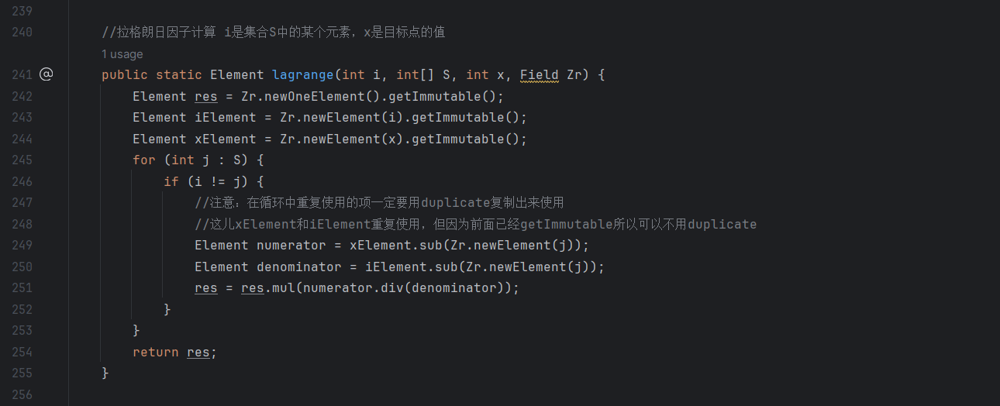 239
240 //拉格朗日因子计算 i是集合S中的某个元素，x是目标点的值
1 usage
241 @ public static Element lagrange(int i, int[] S, int x, Field Zr) {
242 Element res = Zr.newOneElement().getImmutable();
243 Element iElement = Zr.newElement(i).getImmutable();
244 Element xElement = Zr.newElement(x).getImmutable();
245 for (int j : S) {
246 if (i != j) {
247 //注意：在循环中重复使用的项一定要用duplicate复制出来使用
248 //这儿xElement和iElement重复使用，但因为前面已经getImmutable所以可以不用duplicate
249 Element numerator = xElement.sub(Zr.newElement(j));
250 Element denominator = iElement.sub(Zr.newElement(j));
251 res = res.mul(numerator.div(denominator));
252 }
253 }
254 return res;
255 }
256